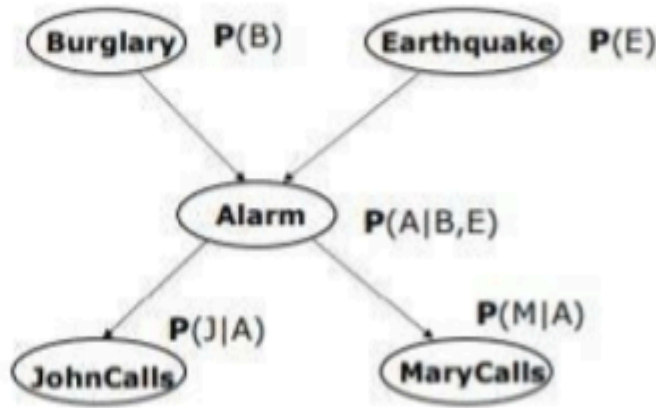 Burglary P(B) Earthquake P(E)
Alarm P(A|B,E)
P(J|A) P(M|A)
JohnCalls MaryCalls